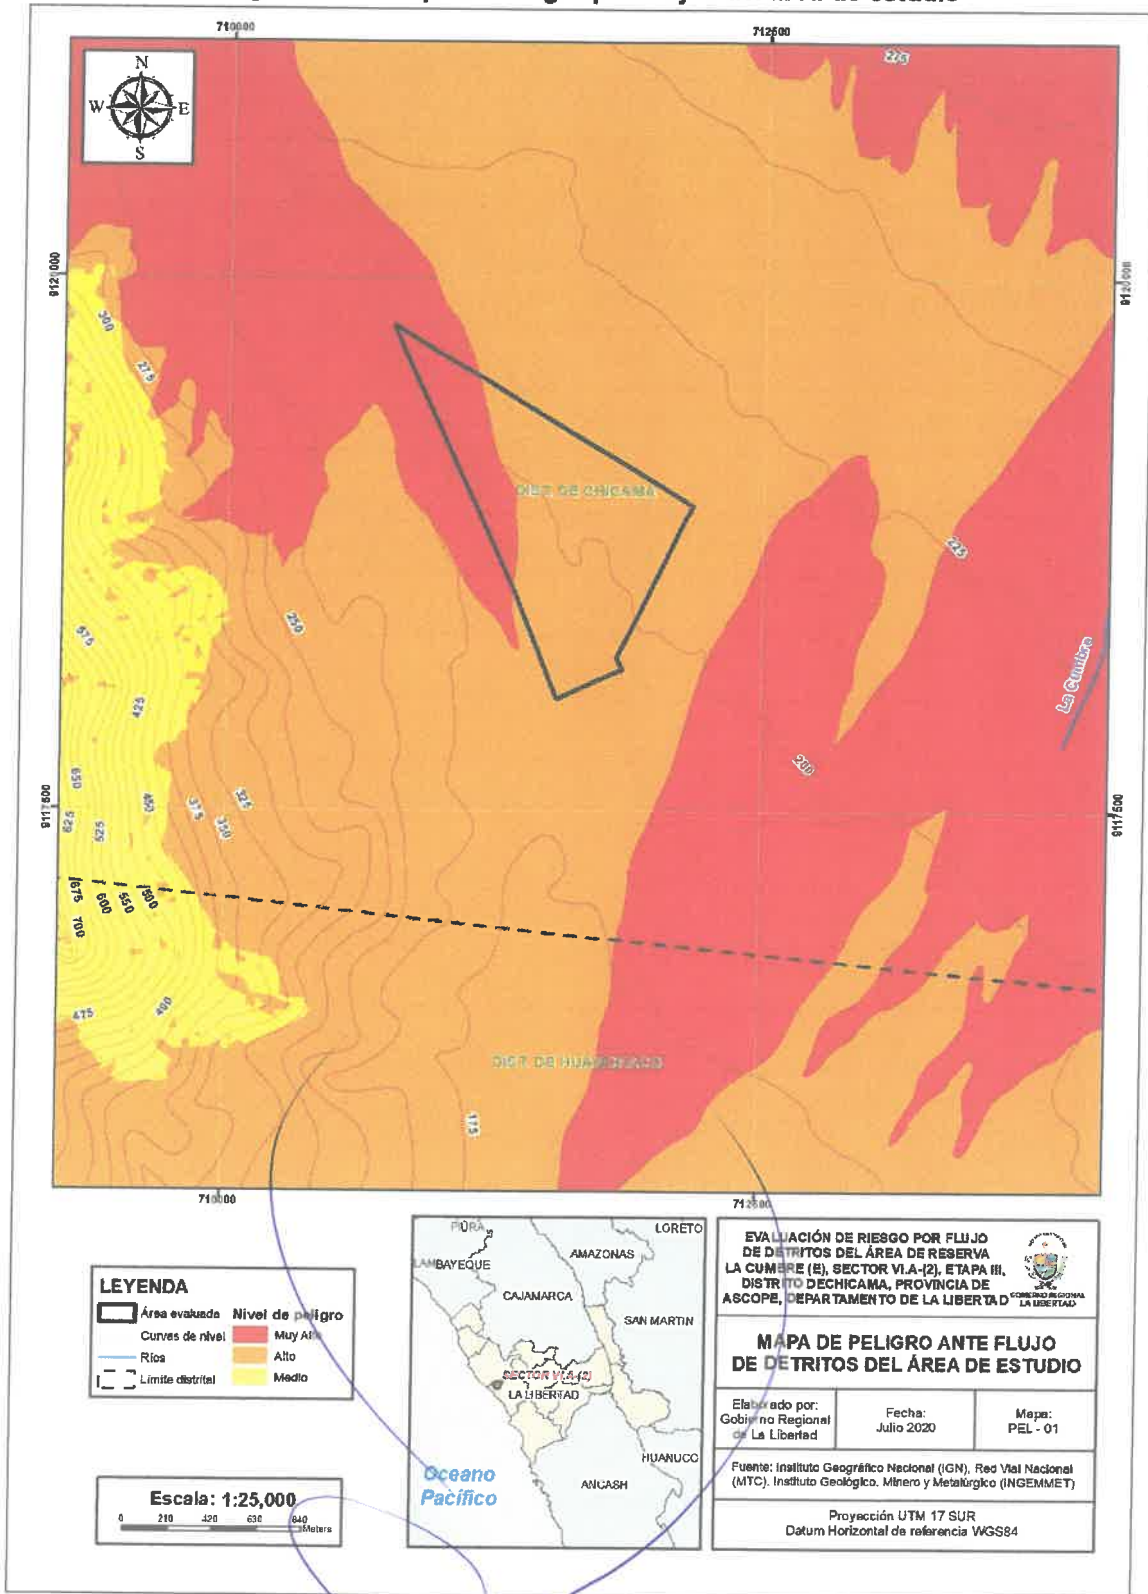 710000
712500
N
W
E
S
275
9120000
9120000
300
275
DIST. DE CHICAMA
225
250
575
La Cumbre
425
200
650
450
325
375
350
625
525
9117500
9117500
675
600
550
500
700
475
400
DIST. DE
175
710000
712500
LEYENDA
Área evaluada
Curvas de nivel
Ríos
Límite distrital
Nivel de peligro
Muy Alto
Alto
Medio
Escala: 1:25,000
0 210 420 630 840
Meters
PIURA
LORETO
LAMBAYEQUE
AMAZONAS
CAJAMARCA
SAN MARTIN
SECTOR VI.A-(2)
LA LIBERTAD
HUANUCO
ANCASH
Oceano
Pacífico
EVALUACIÓN DE RIESGO POR FLUJO
DE DETRITOS DEL ÁREA DE RESERVA
LA CUMBRE (E), SECTOR VI.A-(2), ETAPA III,
DISTRITO DECHICAMA, PROVINCIA DE
ASCOPE, DEPARTAMENTO DE LA LIBERTAD
GOBIERNO REGIONAL
LA LIBERTAD
MAPA DE PELIGRO ANTE FLUJO
DE DETRITOS DEL ÁREA DE ESTUDIO
Elaborado por:
Gobierno Regional
de La Libertad
Fecha:
Julio 2020
Mapa:
PEL - 01
Fuente: Instituto Geográfico Nacional (IGN), Red Vial Nacional
(MTC). Instituto Geológico, Minero y Metalúrgico (INGEMMET)
Proyección UTM 17 SUR
Datum Horizontal de referencia WGS84